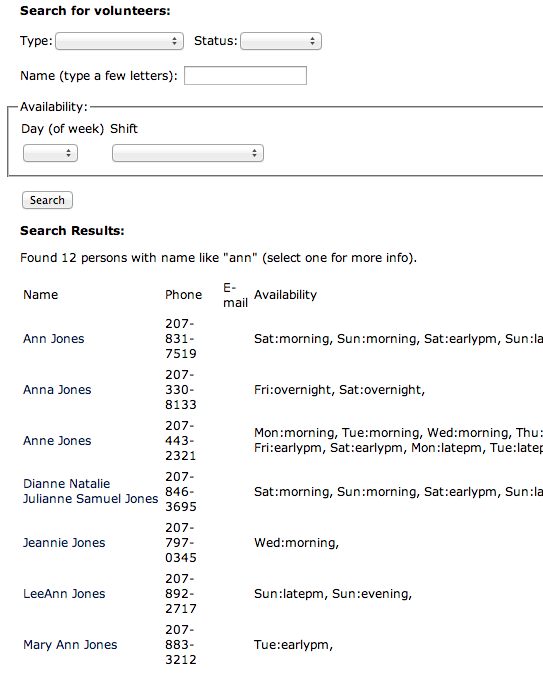 Search for volunteers:
Type: Status:
Name (type a few letters):
Availability:
Day (of week) Shift
Search
Search Results:
Found 12 persons with name like "ann" (select one for more info).
Name Phone E-mail Availability
Ann Jones 207-831-7519 Sat:morning, Sun:morning, Sat:earlypm, Sun:la
Anna Jones 207-330-8133 Fri:overnight, Sat:overnight,
Anne Jones 207-443-2321 Mon:morning, Tue:morning, Wed:morning, Thu:
Fri:earlypm, Sat:earlypm, Mon:latepm, Tue:latep
Dianne Natalie
Julianne Samuel Jones 207-846-3695 Sat:morning, Sun:morning, Sat:earlypm, Sun:la
Jeannie Jones 207-797-0345 Wed:morning,
LeeAnn Jones 207-892-2717 Sun:latepm, Sun:evening,
Mary Ann Jones 207-883-3212 Tue:earlypm,